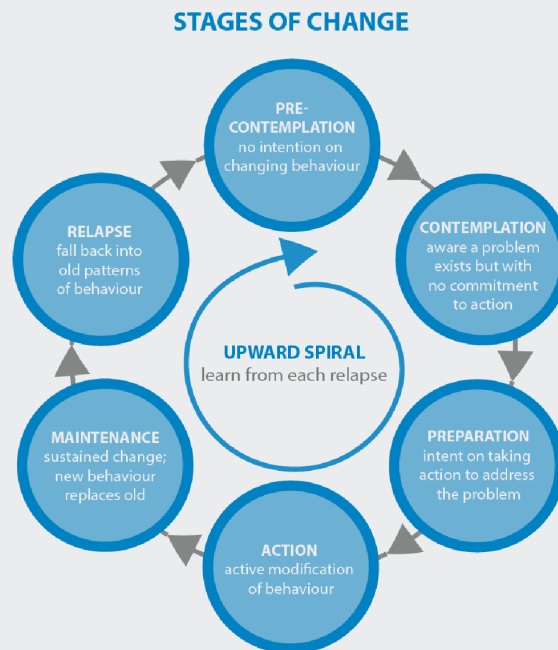 STAGES OF CHANGE
PRE-
CONTEMPLATION
no intention on
changing behaviour
CONTEMPLATION
aware a problem
exists but with
no commitment
to action
PREPARATION
intent on taking
action to address
the problem
ACTION
active modification
of behaviour
MAINTENANCE
sustained change;
new behaviour
replaces old
RELAPSE
fall back into
old patterns
of behaviour
UPWARD SPIRAL
learn from each relapse